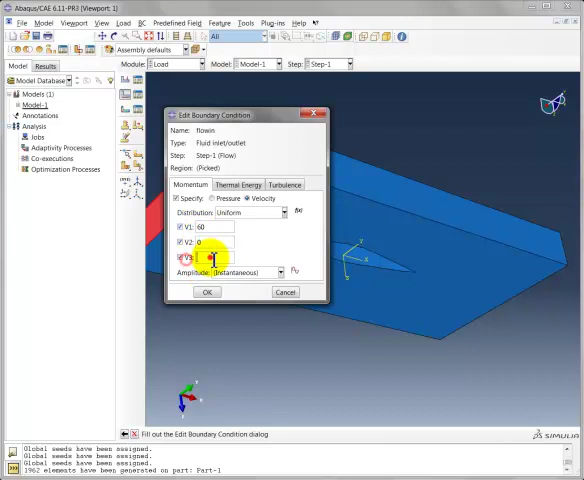 Abaqus/CAE 6.11-PR3 [Viewport: 1]
File Model Viewport View Load BC Predefined Field Feature Tools Plug-ins Help
All
Assembly defaults
Model Results Module: Load Model: Model-1 Step: Step-1
Model Database
Models (1)
Model-1
Annotations
Analysis
Jobs
Adaptivity Processes
Co-executions
Optimization Processes
Edit Boundary Condition
Name: flowin
Type: Fluid inlet/outlet
Step: Step-1 (Flow)
Region: (Picked)
Momentum Thermal Energy Turbulence
Specify: Pressure Velocity
Distribution: Uniform f(x)
V1: 60
V2: 0
V3:
Amplitude: (Instantaneous)
OK Cancel
Fill out the Edit Boundary Condition dialog
SIMULIA
Global seeds have been assigned.
Global seeds have been assigned.
Global seeds have been assigned.
1962 elements have been generated on part: Part-1